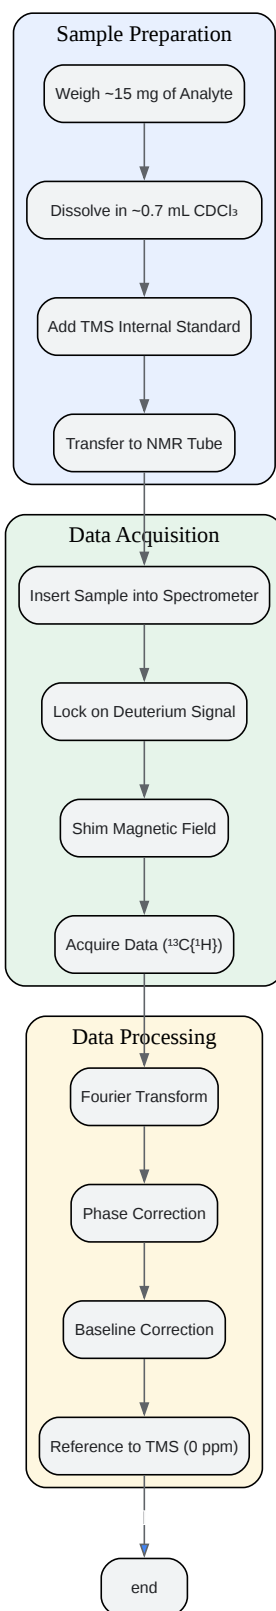 Sample Preparation
Weigh ~15 mg of Analyte
Dissolve in ~0.7 mL CDCl₃
Add TMS Internal Standard
Transfer to NMR Tube
Data Acquisition
Insert Sample into Spectrometer
Lock on Deuterium Signal
Shim Magnetic Field
Acquire Data (¹³C{¹H})
Data Processing
Fourier Transform
Phase Correction
Baseline Correction
Reference to TMS (0 ppm)
end